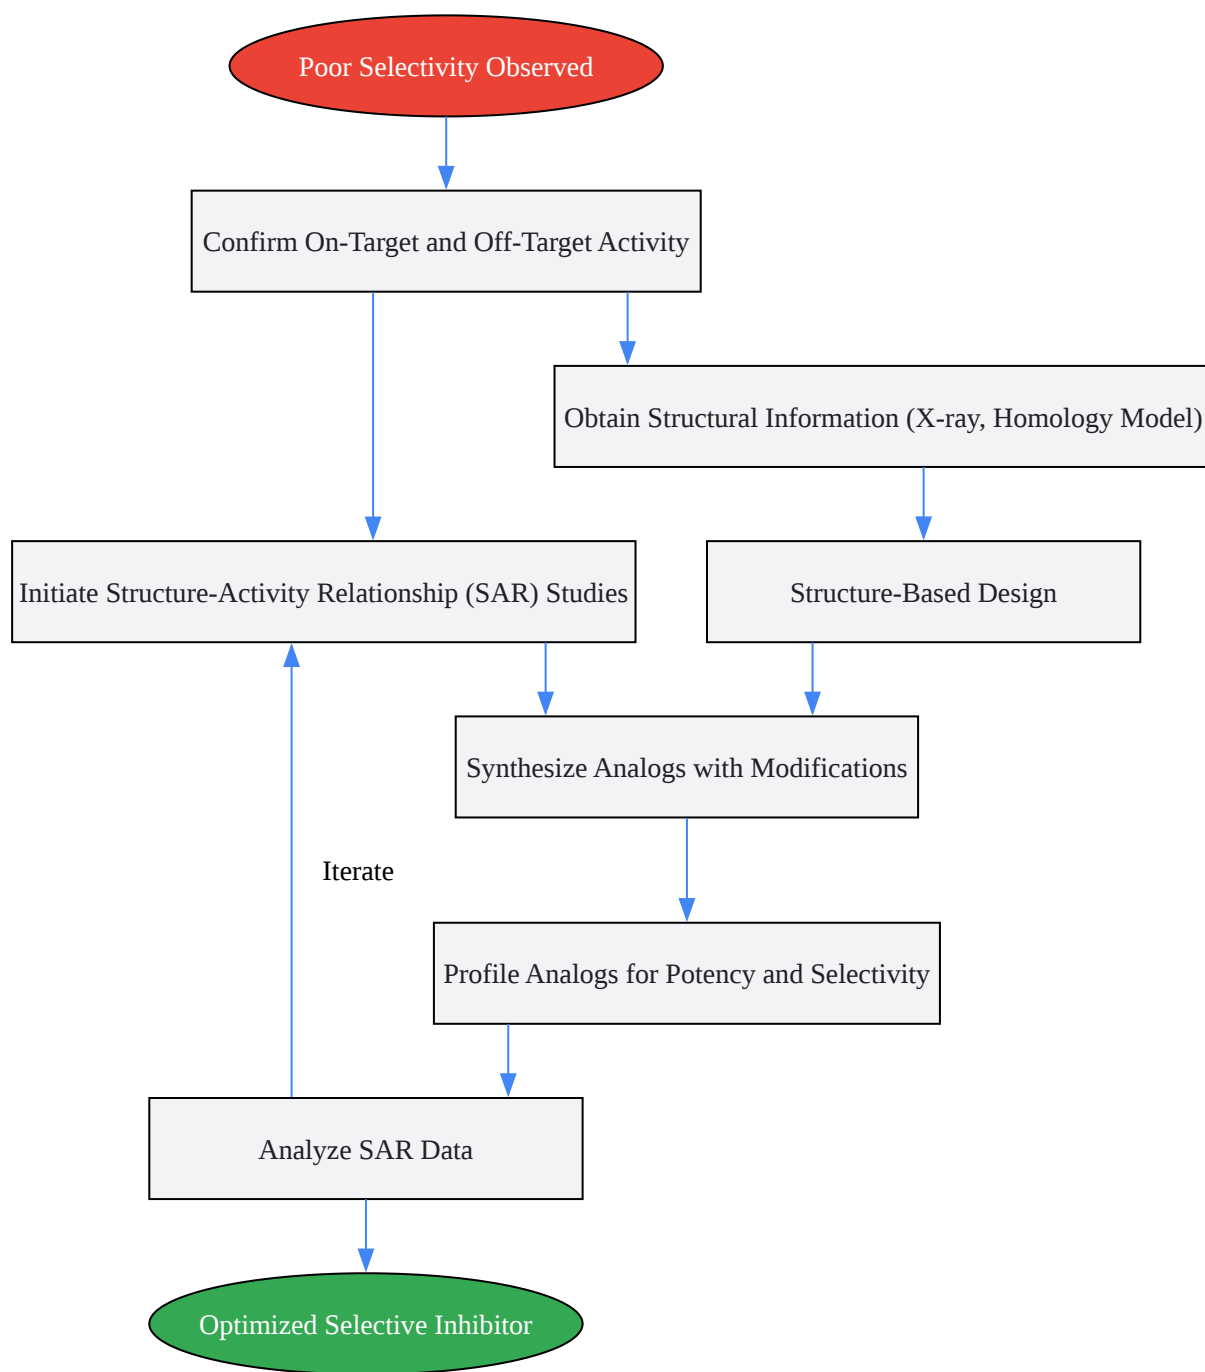 Poor Selectivity Observed
Confirm On-Target and Off-Target Activity
Obtain Structural Information (X-ray, Homology Model)
Initiate Structure-Activity Relationship (SAR) Studies
Structure-Based Design
Synthesize Analogs with Modifications
Iterate
Profile Analogs for Potency and Selectivity
Analyze SAR Data
Optimized Selective Inhibitor